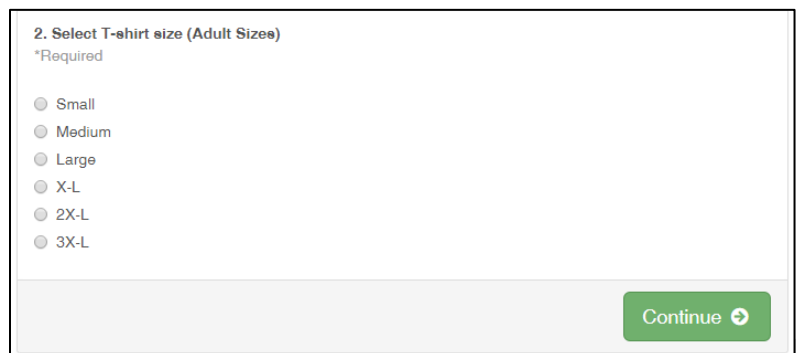 2. Select T-shirt size (Adult Sizes)
*Required
Small
Medium
Large
X-L
2X-L
3X-L
Continue